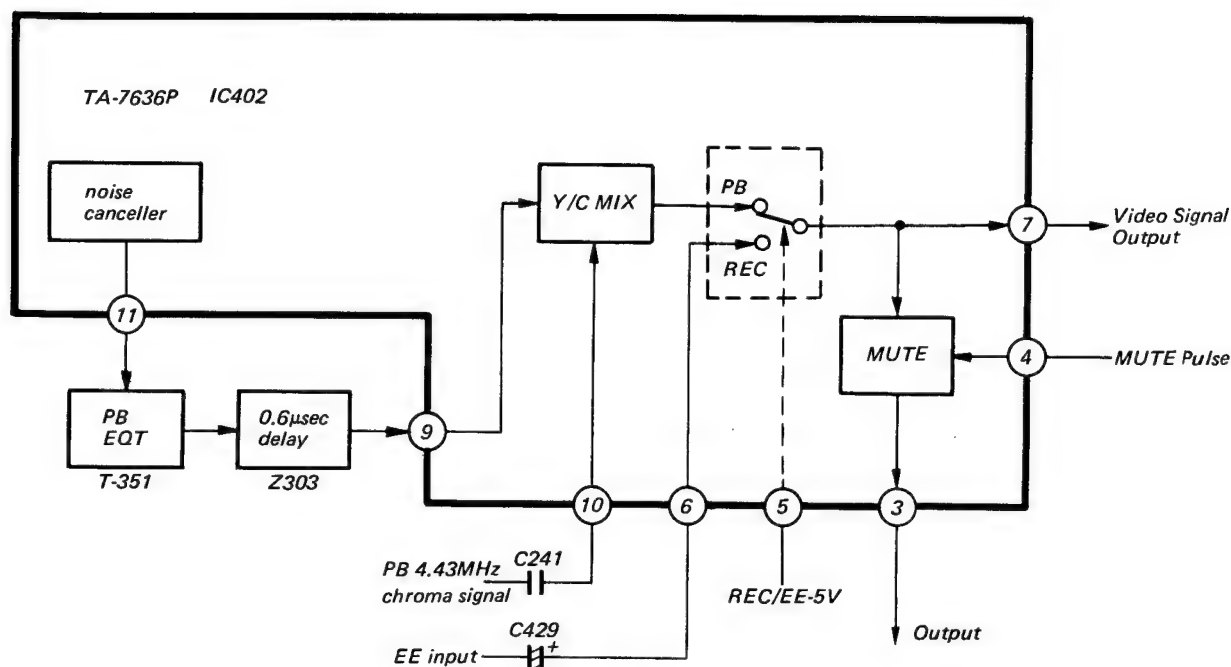 TA-7636P IC402
noise
canceller
11
PB
EQT
T-351
0.6μsec
delay
Z303
9
Y/C MIX
PB
REC
7
Video Signal
Output
MUTE
4
MUTE Pulse
10
6
5
3
PB 4.43MHz
chroma signal
C241
REC/EE-5V
C429
+
EE input
Output